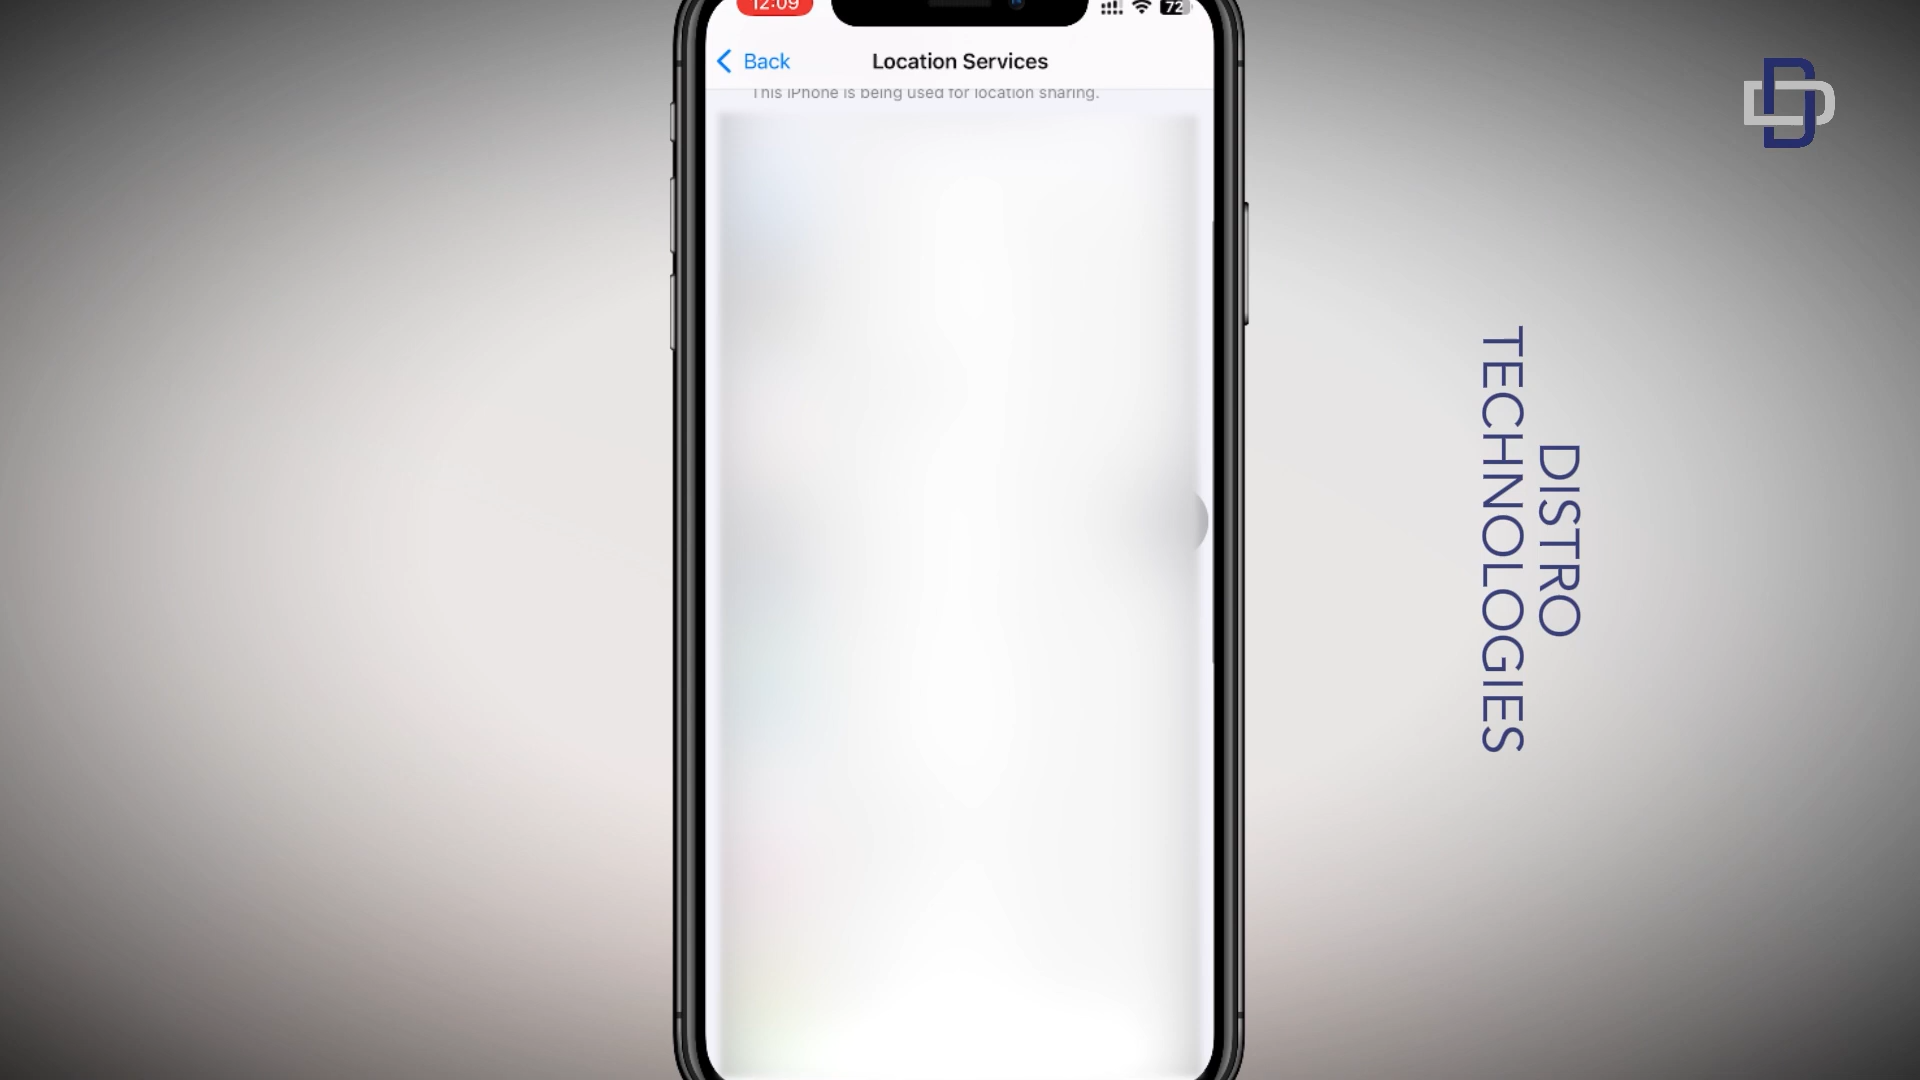 12:09
72
Back
Location Services
This iPhone is being used for location sharing.
DISTRO
TECHNOLOGIES